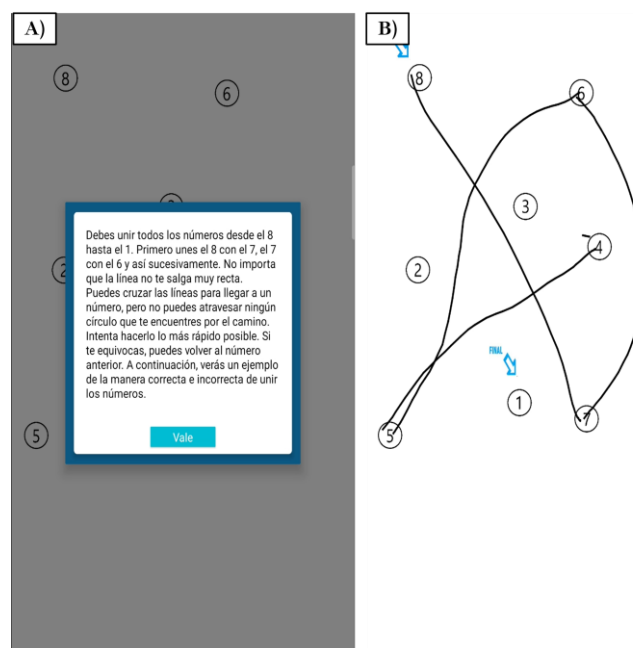 A)
8
6
2
Debes unir todos los números desde el 8
hasta el 1. Primero unes el 8 con el 7, el 7
con el 6 y así sucesivamente. No importa
que la línea no te salga muy recta.
Puedes cruzar las líneas para llegar a un
número, pero no puedes atravesar ningún
círculo que te encuentres por el camino.
Intenta hacerlo lo más rápido posible. Si
te equivocas, puedes volver al número
anterior. A continuación, verás un ejemplo
de la manera correcta e incorrecta de unir
los números.
Vale
5
B)
8
6
3
4
2
FINAL
1
7
5